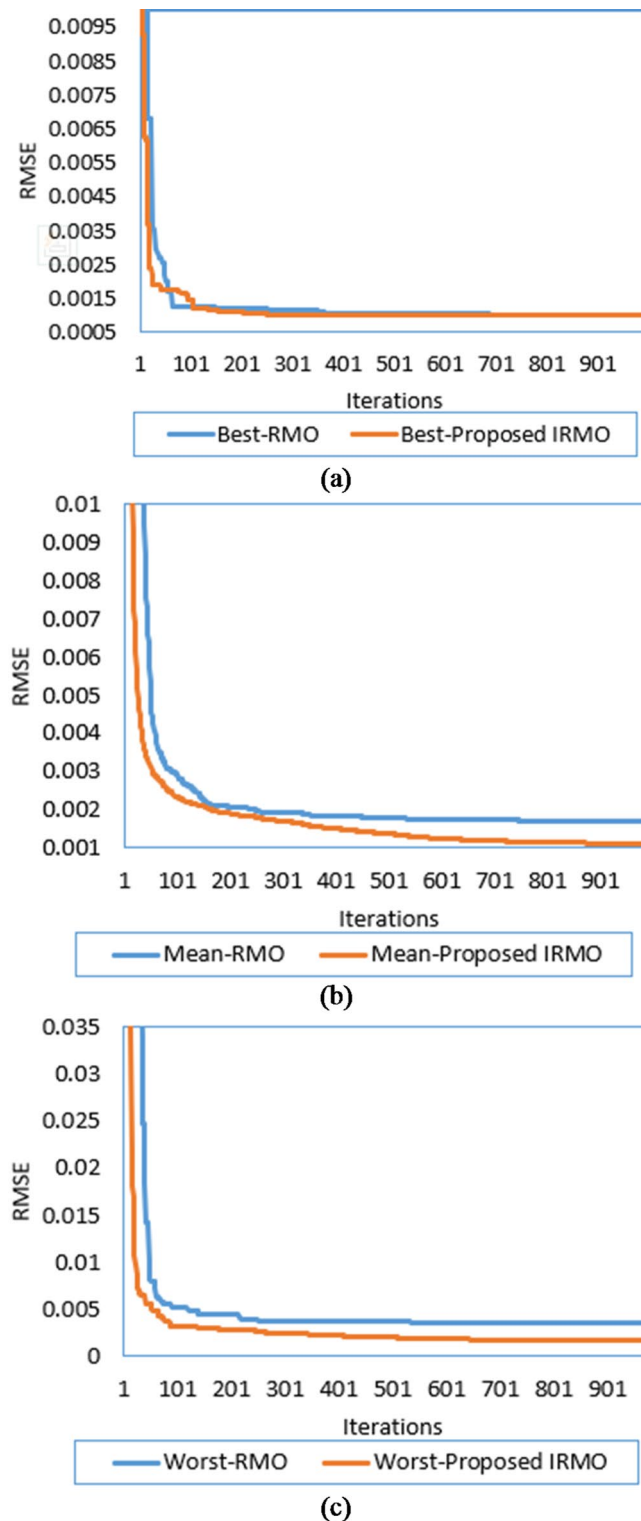 0.0095
0.0085
0.0075
0.0065
0.0055
0.0045
0.0035
0.0025
0.0015
0.0005
RMSE
1 101 201 301 401 501 601 701 801 901
Iterations
Best-RMO Best-Proposed IRMO
(a)
0.01
0.009
0.008
0.007
0.006
0.005
0.004
0.003
0.002
0.001
RMSE
1 101 201 301 401 501 601 701 801 901
Iterations
Mean-RMO Mean-Proposed IRMO
(b)
0.035
0.03
0.025
0.02
0.015
0.01
0.005
0
RMSE
1 101 201 301 401 501 601 701 801 901
Iterations
Worst-RMO Worst-Proposed IRMO
(c)